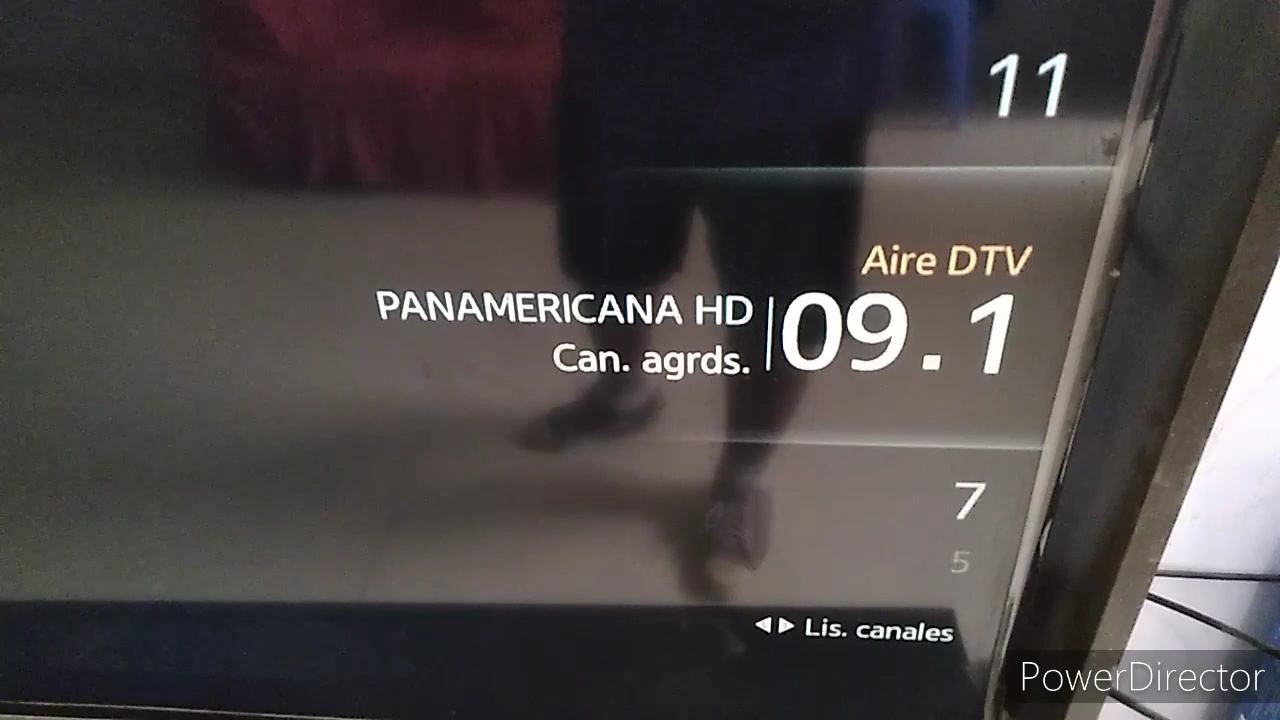 11
Aire DTV
PANAMERICANA HD
Can. agrds.
09.1
7
5
◀▶ Lis. canales
PowerDirector